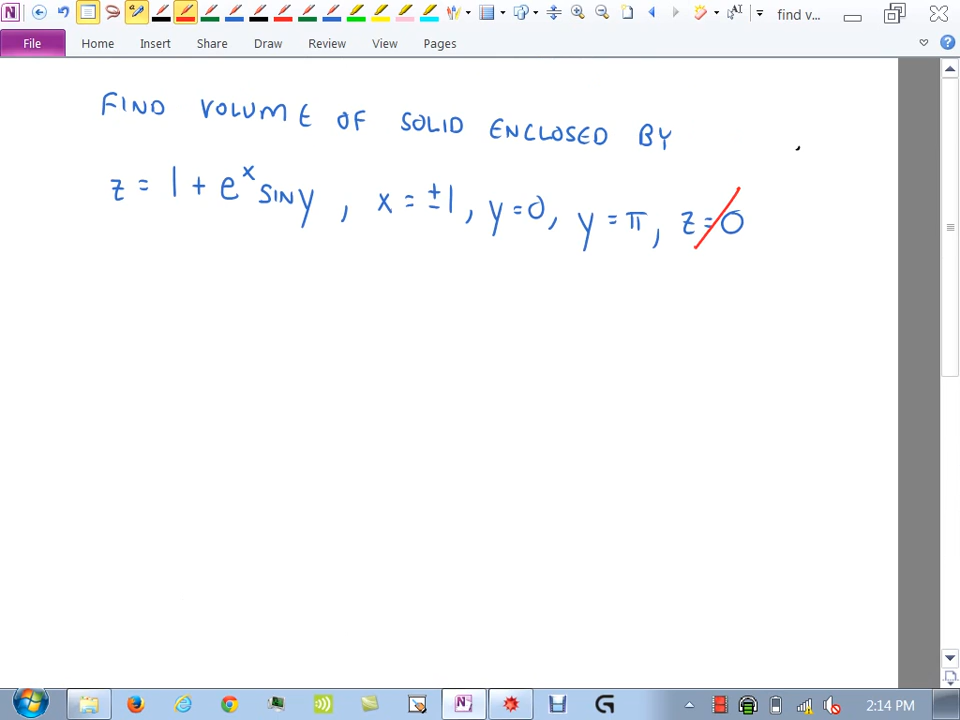 find v...
File Home Insert Share Draw Review View Pages
FIND VOLUME OF SOLID ENCLOSED BY
z = 1 + e^x SIN y , x = ±1, y=0, y=π, z=0
2:14 PM